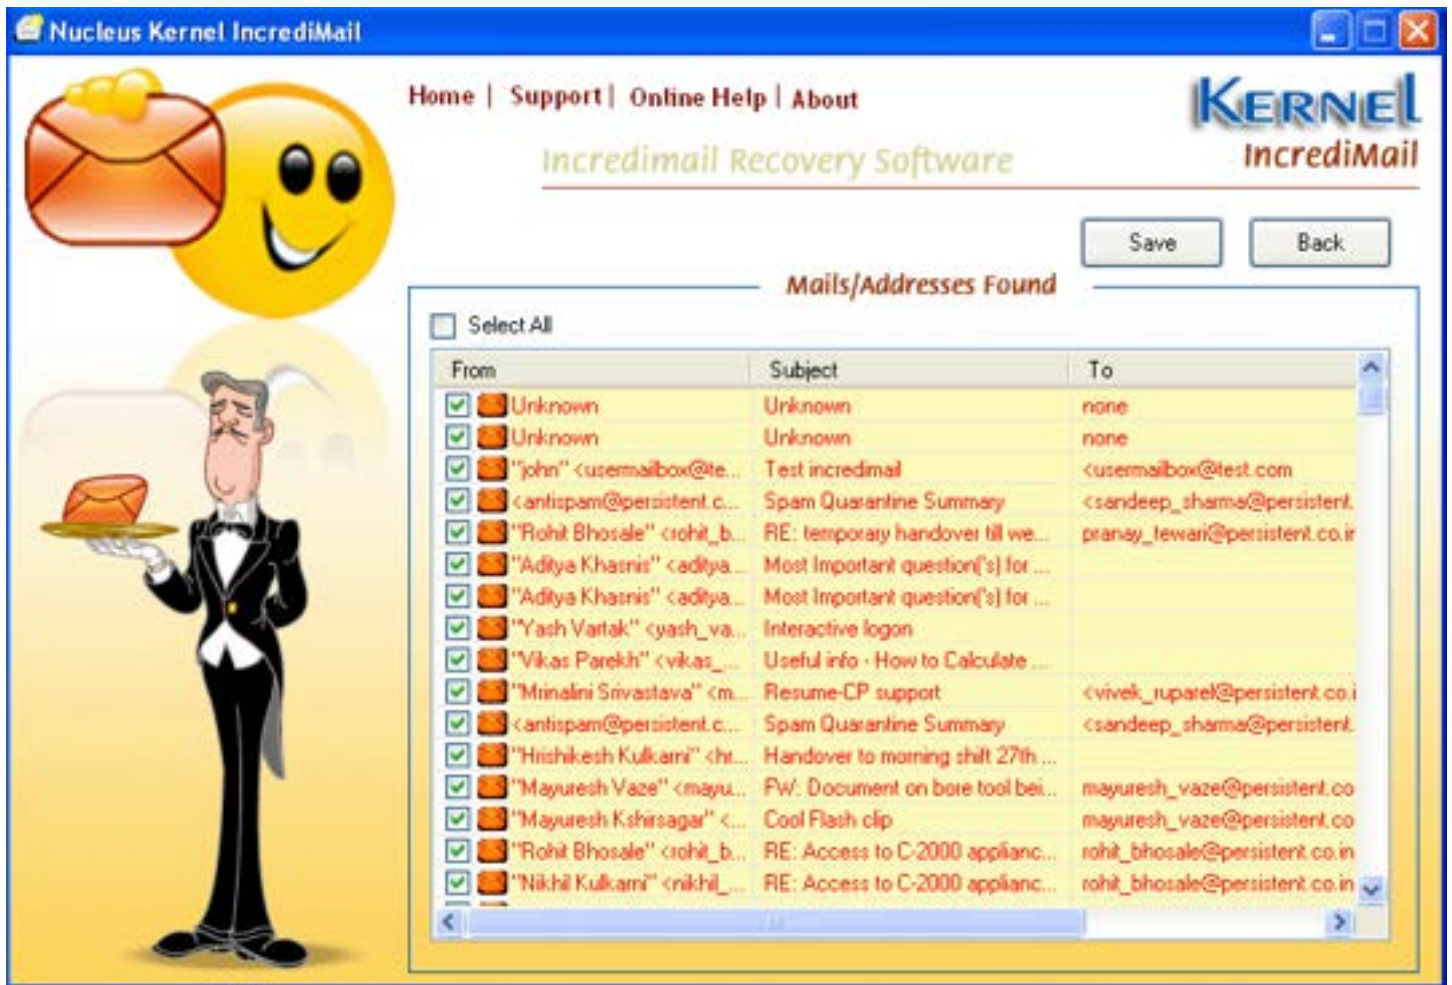 Nucleus Kernel IncrediMail
Home | Support | Online Help | About
KERNEl
IncrediMail
Incredimail Recovery Software
Save Back
Mails/Addresses Found
Select All
From Subject To
Unknown Unknown none
Unknown Unknown none
"john" <usermailbox@te... Test incredimail <usermailbox@test.com
<antispam@persistent.c... Spam Quarantine Summary <sandeep_sharma@persistent.
"Rohit Bhosale" <rohit_b... RE: temporary handover till we... pranay_tewari@persistent.co.ir
"Aditya Khasnis" <aditya... Most Important question('s) for ...
"Aditya Khasnis" <aditya... Most Important question('s) for ...
"Yash Vartak" <yash_va... Interactive logon
"Vikas Parekh" <vikas_... Useful info - How to Calculate ...
"Mrinalini Srivastava" <m... Resume-CP support <vivek_ruparel@persistent.co.i
<antispam@persistent.c... Spam Quarantine Summary <sandeep_sharma@persistent.
"Hrishikesh Kulkarni" <hr... Handover to morning shift 27th ...
"Mayuresh Vaze" <mayu... FW: Document on bore tool bei... mayuresh_vaze@persistent.co
"Mayuresh Kshirsagar" <... Cool Flash clip mayuresh_vaze@persistent.co
"Rohit Bhosale" <rohit_b... RE: Access to C-2000 applianc... rohit_bhosale@persistent.co.in
"Nikhil Kulkarni" <nikhil_... RE: Access to C-2000 applianc... rohit_bhosale@persistent.co.in